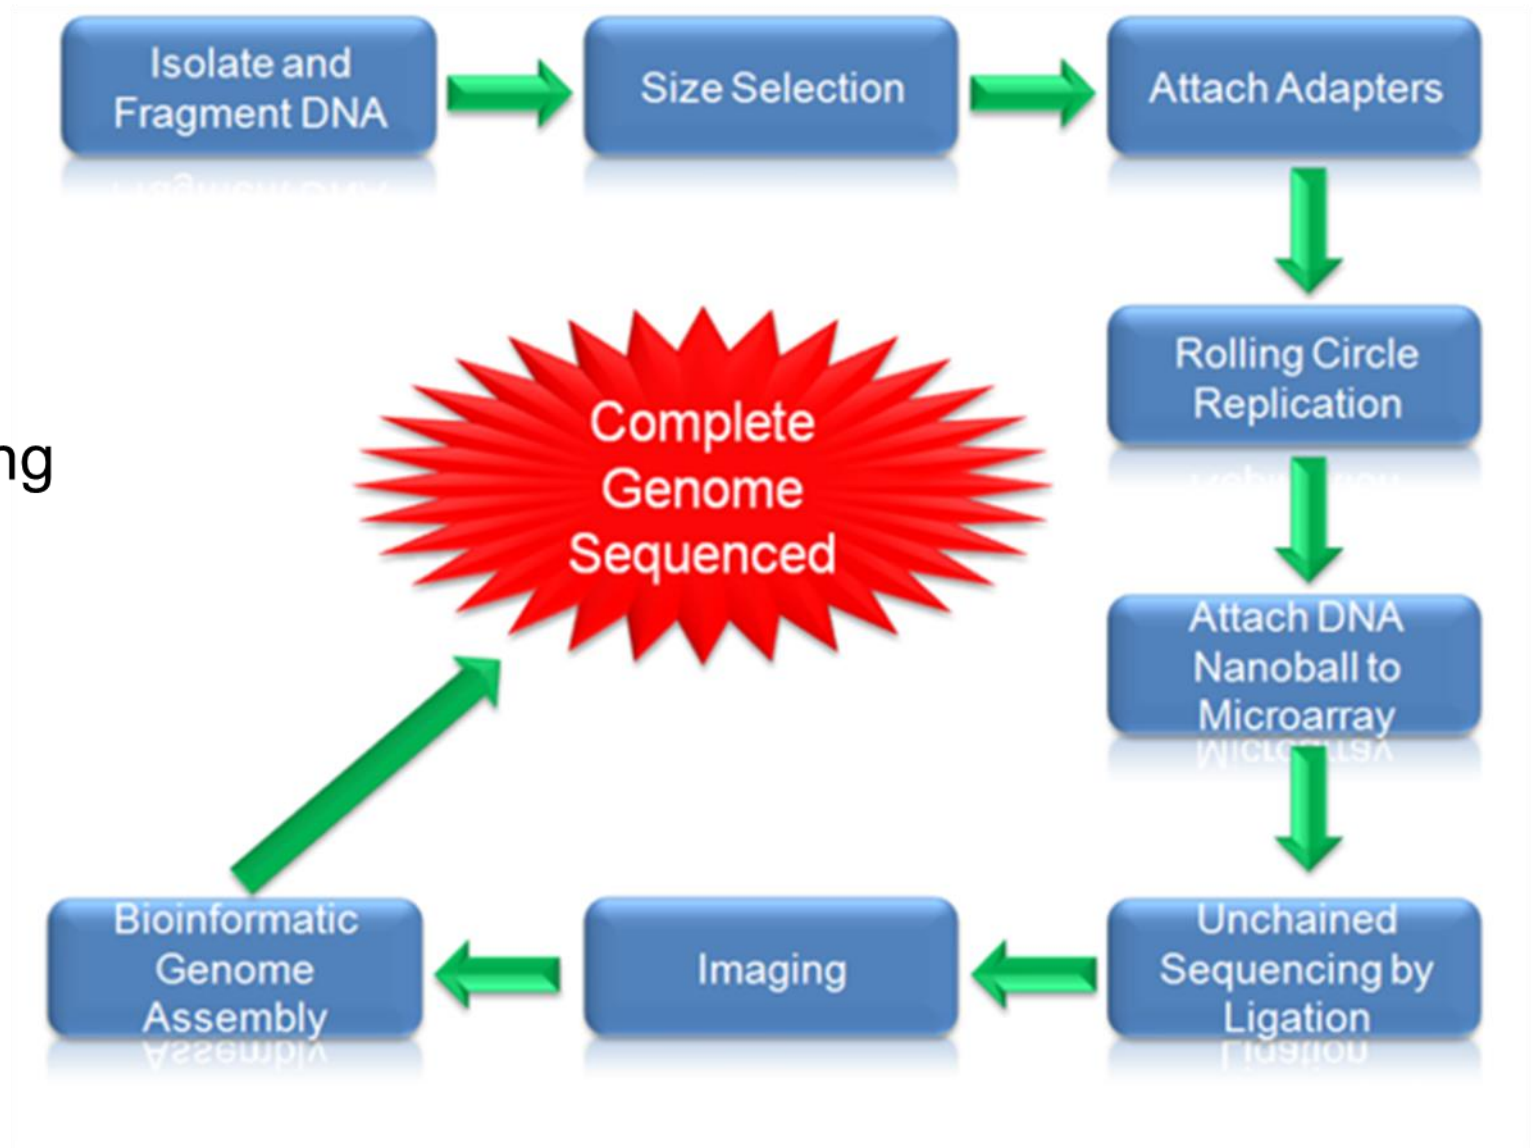 Isolate and
Fragment DNA
Size Selection
Attach Adapters
Rolling Circle
Replication
ng
Complete
Genome
Sequenced
Attach DNA
Nanoball to
Microarray
Unchained
Sequencing by
Ligation
Imaging
Bioinformatic
Genome
Assembly